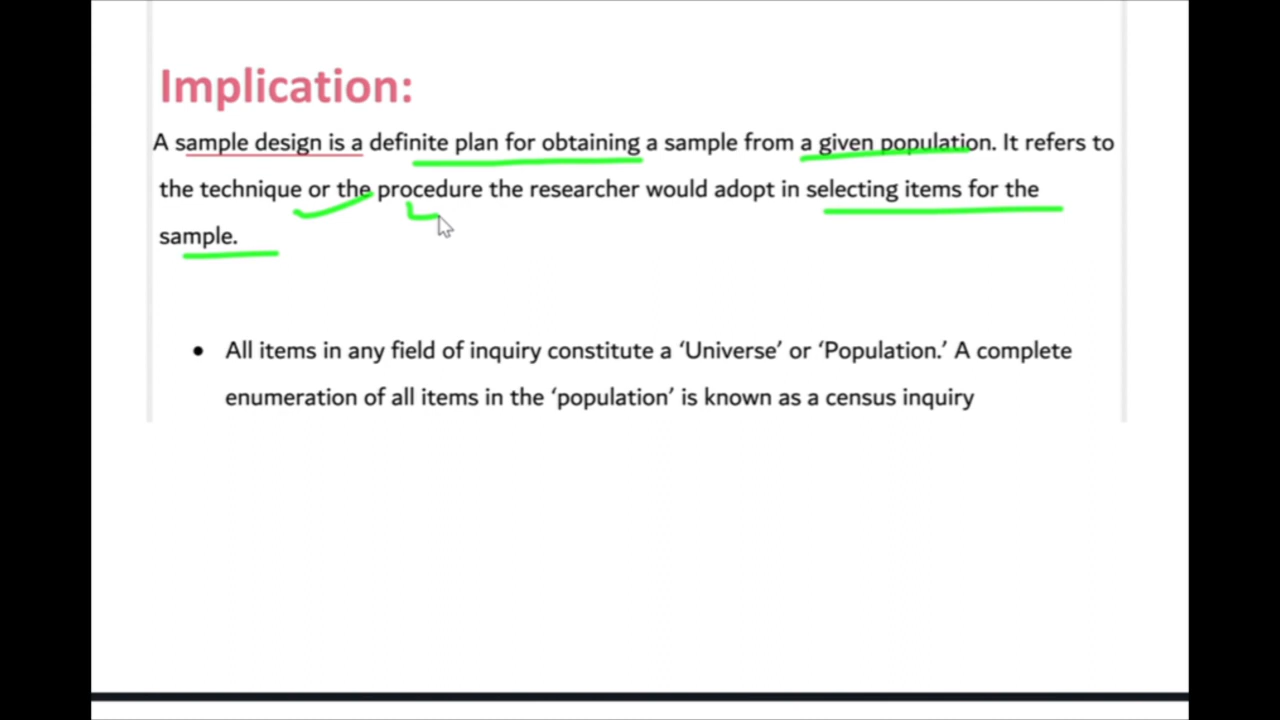 Implication:
A sample design is a definite plan for obtaining a sample from a given population. It refers to
the technique or the procedure the researcher would adopt in selecting items for the
sample.
• All items in any field of inquiry constitute a ‘Universe’ or ‘Population.’ A complete
enumeration of all items in the ‘population’ is known as a census inquiry